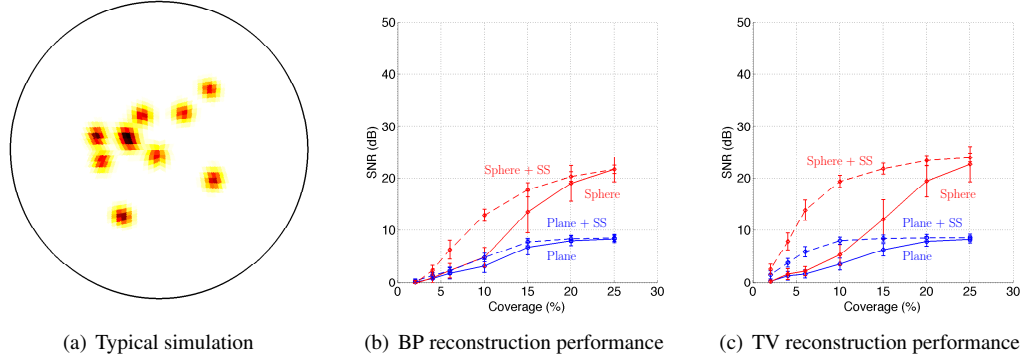 50
40
30
20
10
0
SNR (dB)
0 5 10 15 20 25 30
Coverage (%)
Sphere + SS
Sphere
Plane + SS
Plane
50
40
30
20
10
0
SNR (dB)
0 5 10 15 20 25 30
Coverage (%)
Sphere + SS
Sphere
Plane + SS
Plane
(a) Typical simulation
(b) BP reconstruction performance
(c) TV reconstruction performance